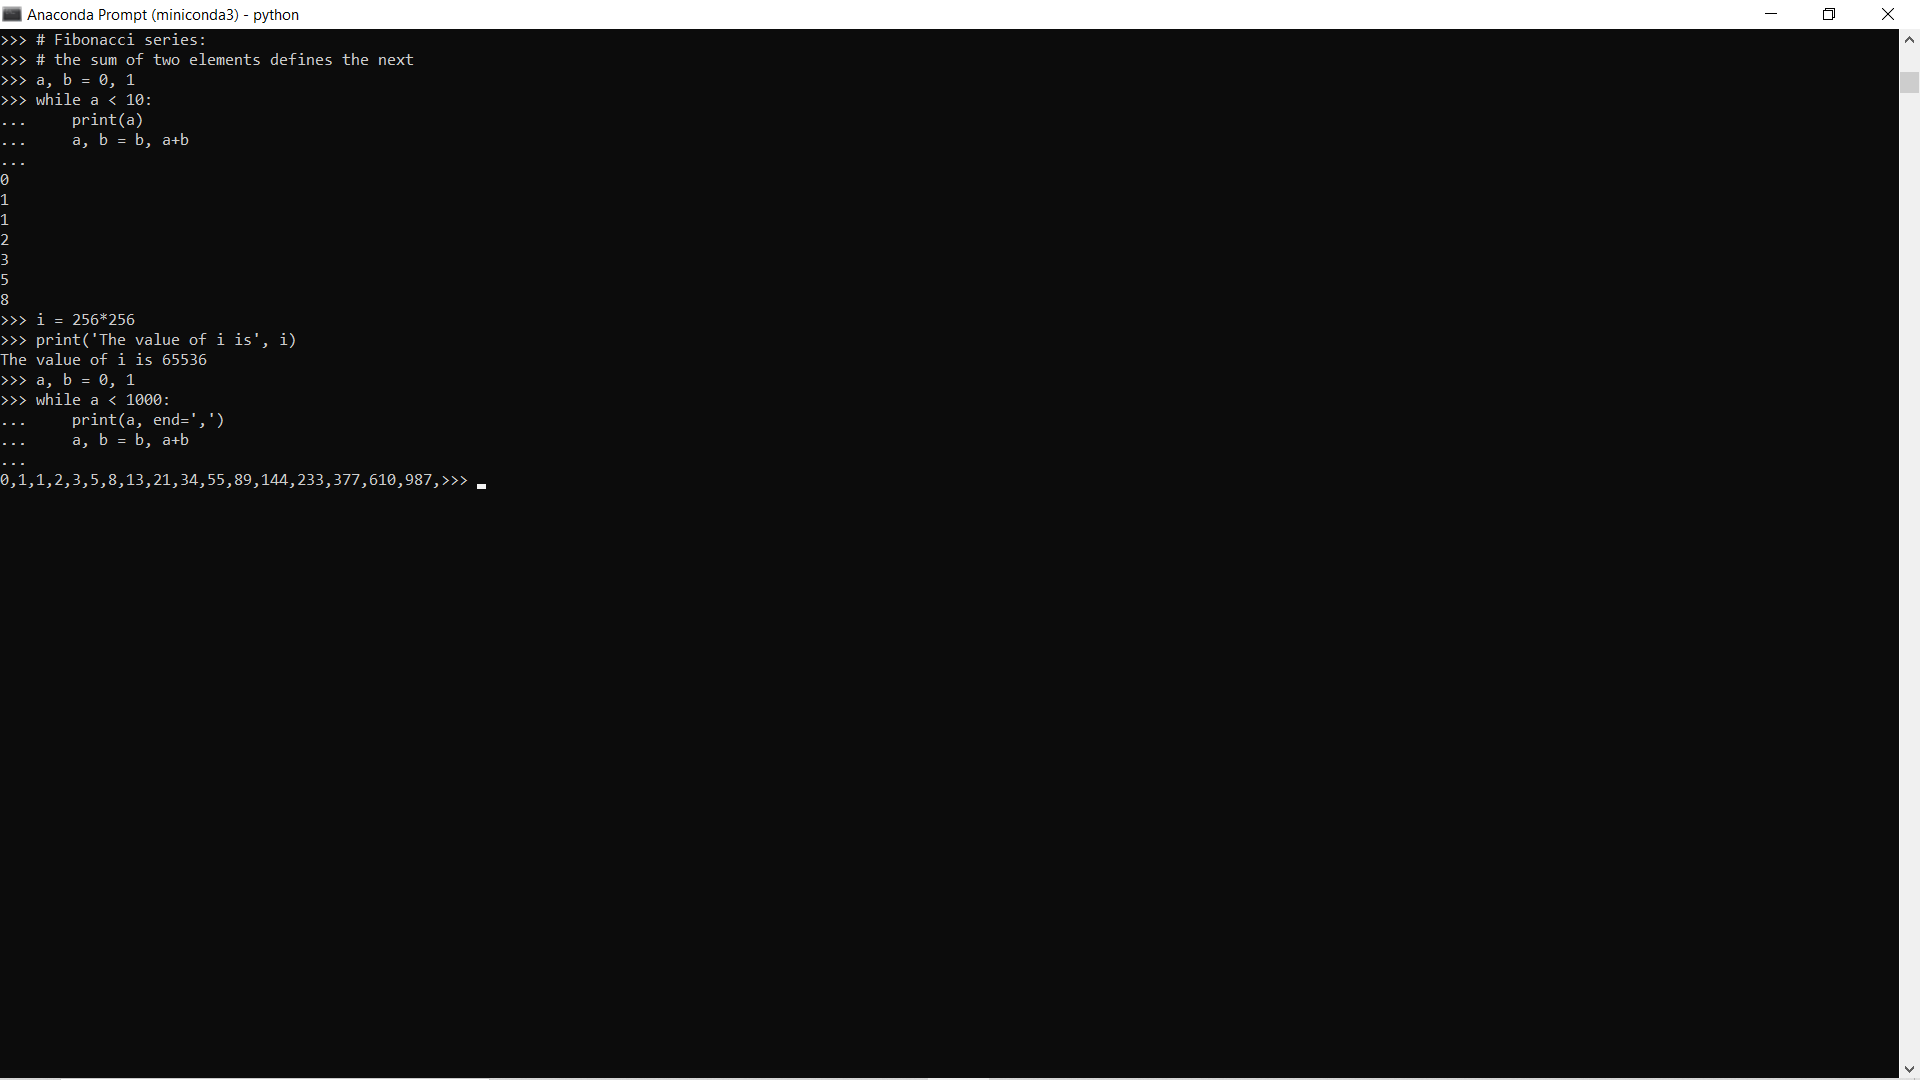 Anaconda Prompt (miniconda3) - python
>>> # Fibonacci series:
>>> # the sum of two elements defines the next
>>> a, b = 0, 1
>>> while a < 10:
...     print(a)
...     a, b = b, a+b
...
0
1
1
2
3
5
8
>>> i = 256*256
>>> print('The value of i is', i)
The value of i is 65536
>>> a, b = 0, 1
>>> while a < 1000:
...     print(a, end=',')
...     a, b = b, a+b
...
0,1,1,2,3,5,8,13,21,34,55,89,144,233,377,610,987,>>>